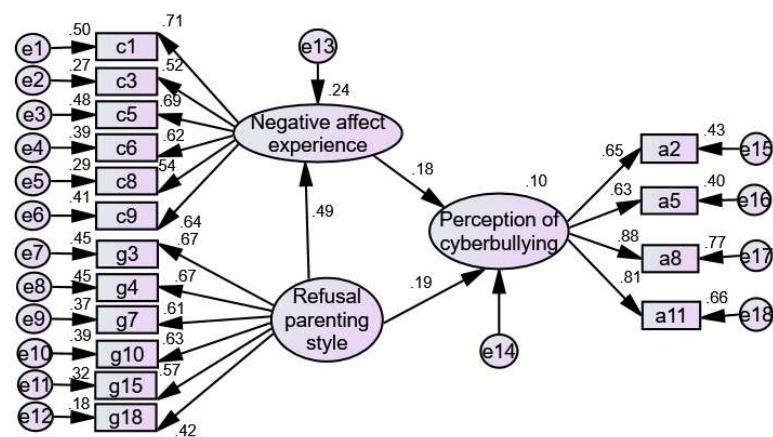 e1 .50 c1 .71
e2 .27 c3 .52
e3 .48 c5 .69
e4 .39 c6 .62
e5 .29 c8 .54
e6 .41 c9 .64
e7 .45 g3 .67
e8 .45 g4 .67
e9 .37 g7 .61
e10 .39 g10 .63
e11 .32 g15 .57
e12 .18 g18 .42
e13
.24
Negative affect
experience
.49
Refusal
parenting
style
.18
.19
.10
Perception of
cyberbullying
e14
.65 a2 .43 e15
.63 a5 .40 e16
.88 a8 .77 e17
.81 a11 .66 e18